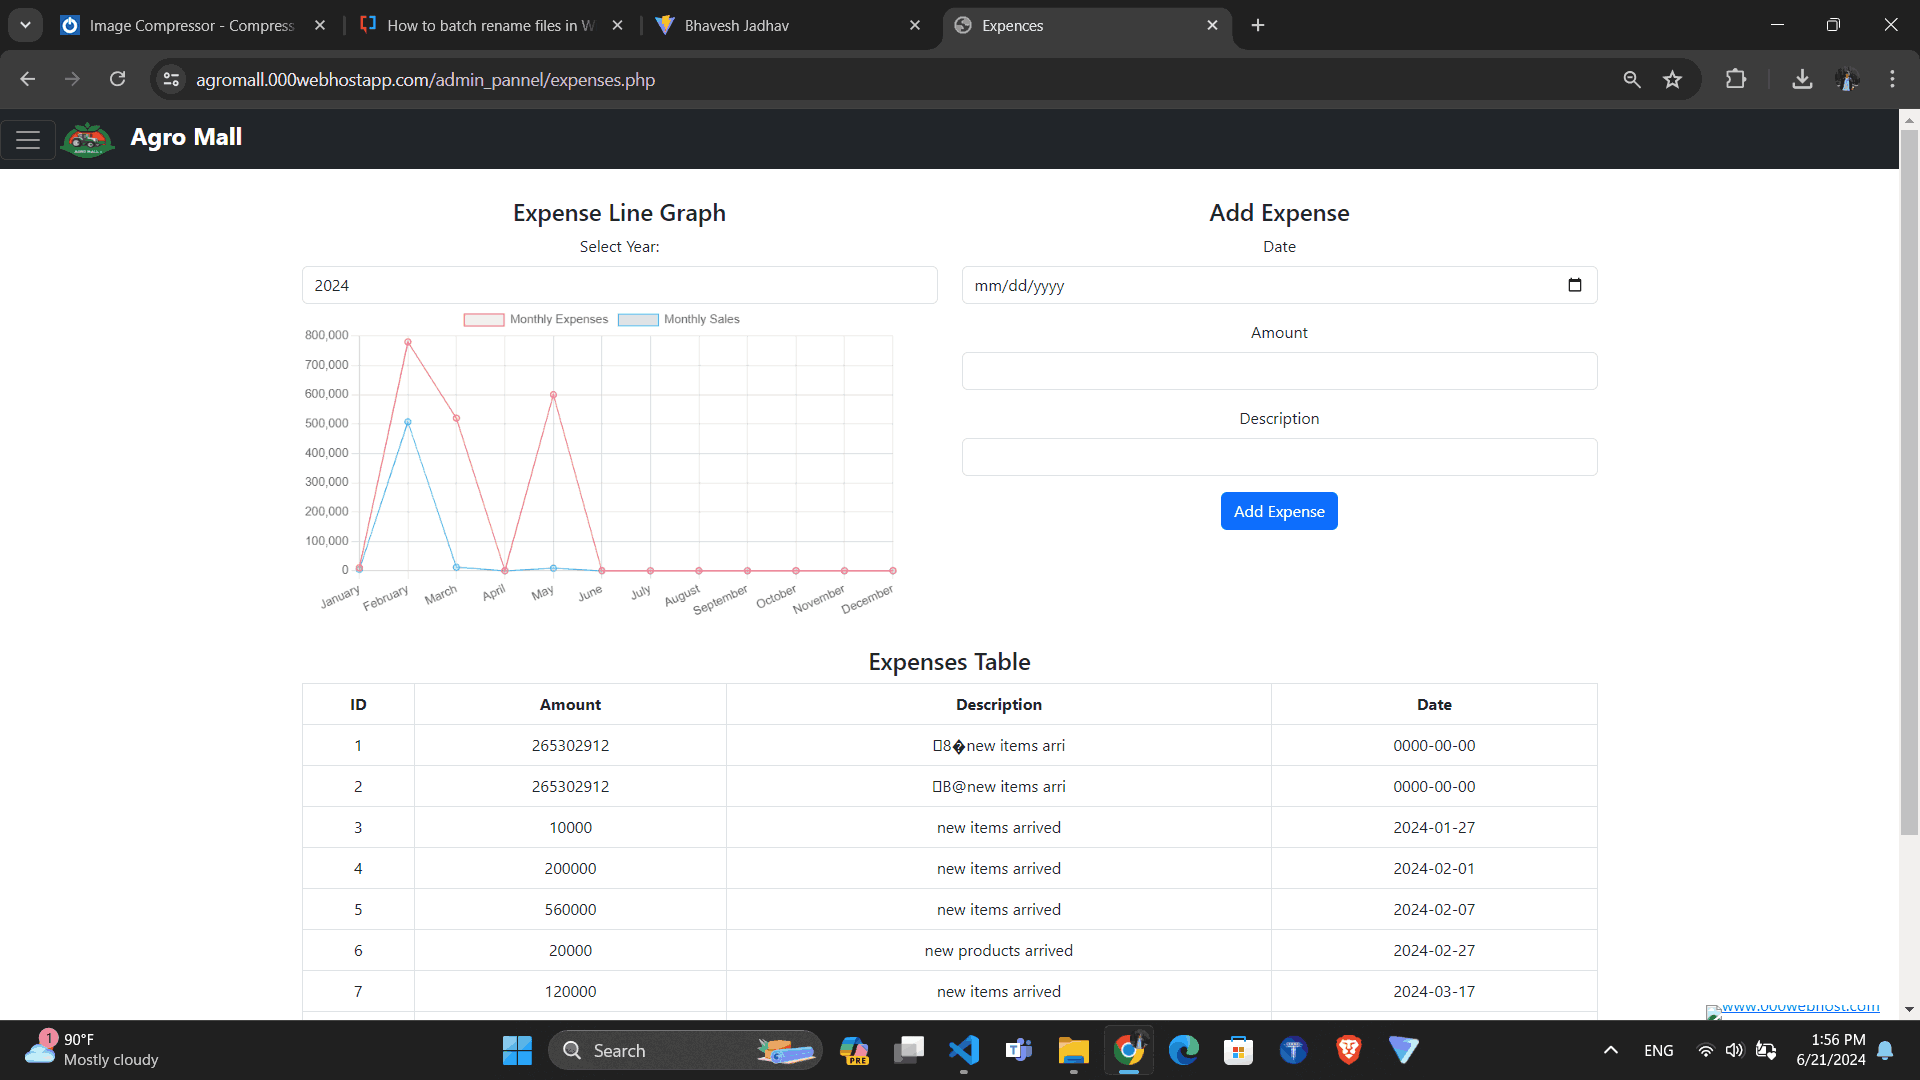 Image Compressor - Compress
How to batch rename files in W
Bhavesh Jadhav
Expences
agromall.000webhostapp.com/admin_pannel/expenses.php
Agro Mall
Expense Line Graph
Select Year:
2024
Monthly Expenses Monthly Sales
800,000
700,000
600,000
500,000
400,000
300,000
200,000
100,000
0
January February March April May June July August September October November December
Add Expense
Date
mm/dd/yyyy
Amount
Description
Add Expense
Expenses Table
ID Amount Description Date
1 265302912 8�new items arri 0000-00-00
2 265302912 B@new items arri 0000-00-00
3 10000 new items arrived 2024-01-27
4 200000 new items arrived 2024-02-01
5 560000 new items arrived 2024-02-07
6 20000 new products arrived 2024-02-27
7 120000 new items arrived 2024-03-17
www.000webhost.com
1
90°F
Mostly cloudy
Search
PRE
ENG
1:56 PM
6/21/2024